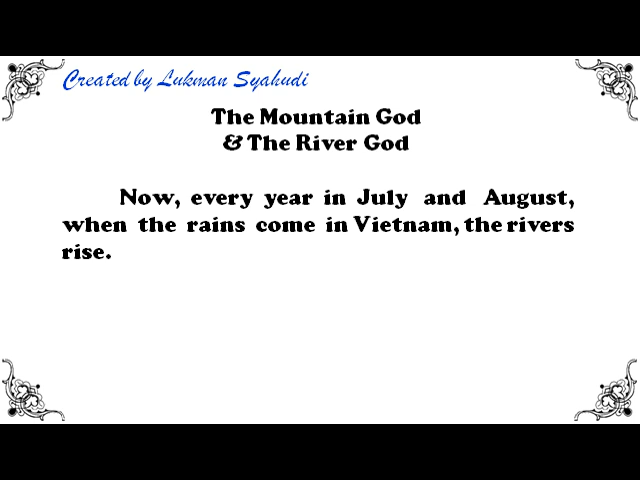 Created by Lukman Syahudi
The Mountain God
& The River God
Now, every year in July and August,
when the rains come in Vietnam, the rivers
rise.